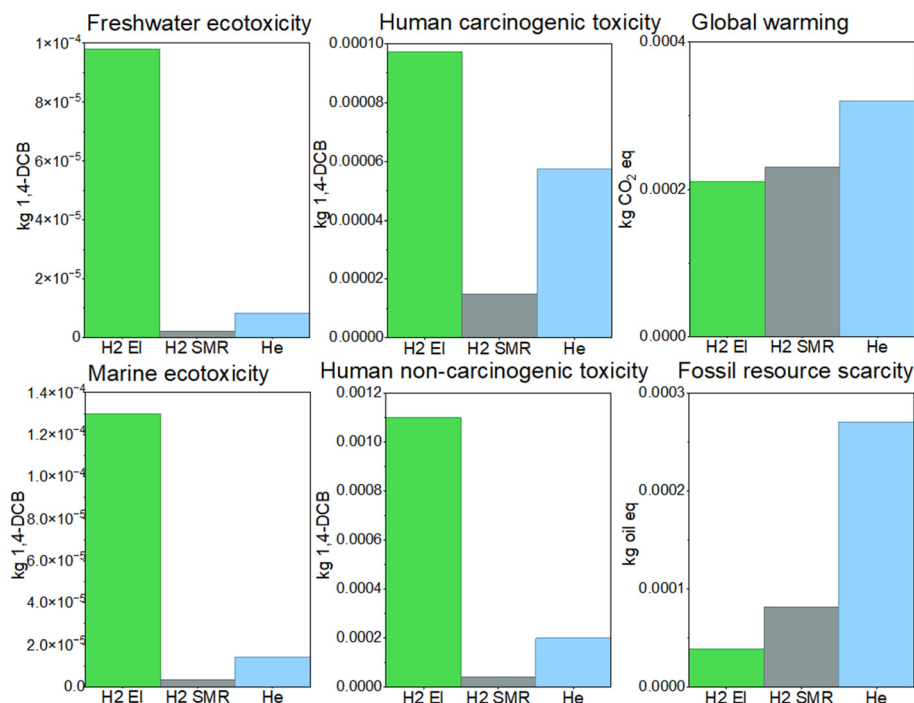 Freshwater ecotoxicity
kg 1,4-DCB
1×10⁻⁴
8×10⁻⁵
6×10⁻⁵
4×10⁻⁵
2×10⁻⁵
0
H2 El H2 SMR He
Human carcinogenic toxicity
kg 1,4-DCB
0.00010
0.00008
0.00006
0.00004
0.00002
0.00000
H2 El H2 SMR He
Global warming
kg CO₂ eq
0.0004
0.0002
0.0000
H2 El H2 SMR He
Marine ecotoxicity
kg 1,4-DCB
1.4×10⁻⁴
1.2×10⁻⁴
1.0×10⁻⁴
8.0×10⁻⁵
6.0×10⁻⁵
4.0×10⁻⁵
2.0×10⁻⁵
0.0
H2 El H2 SMR He
Human non-carcinogenic toxicity
kg 1,4-DCB
0.0012
0.0010
0.0008
0.0006
0.0004
0.0002
0.0000
H2 El H2 SMR He
Fossil resource scarcity
kg oil eq
0.0003
0.0002
0.0001
0.0000
H2 El H2 SMR He